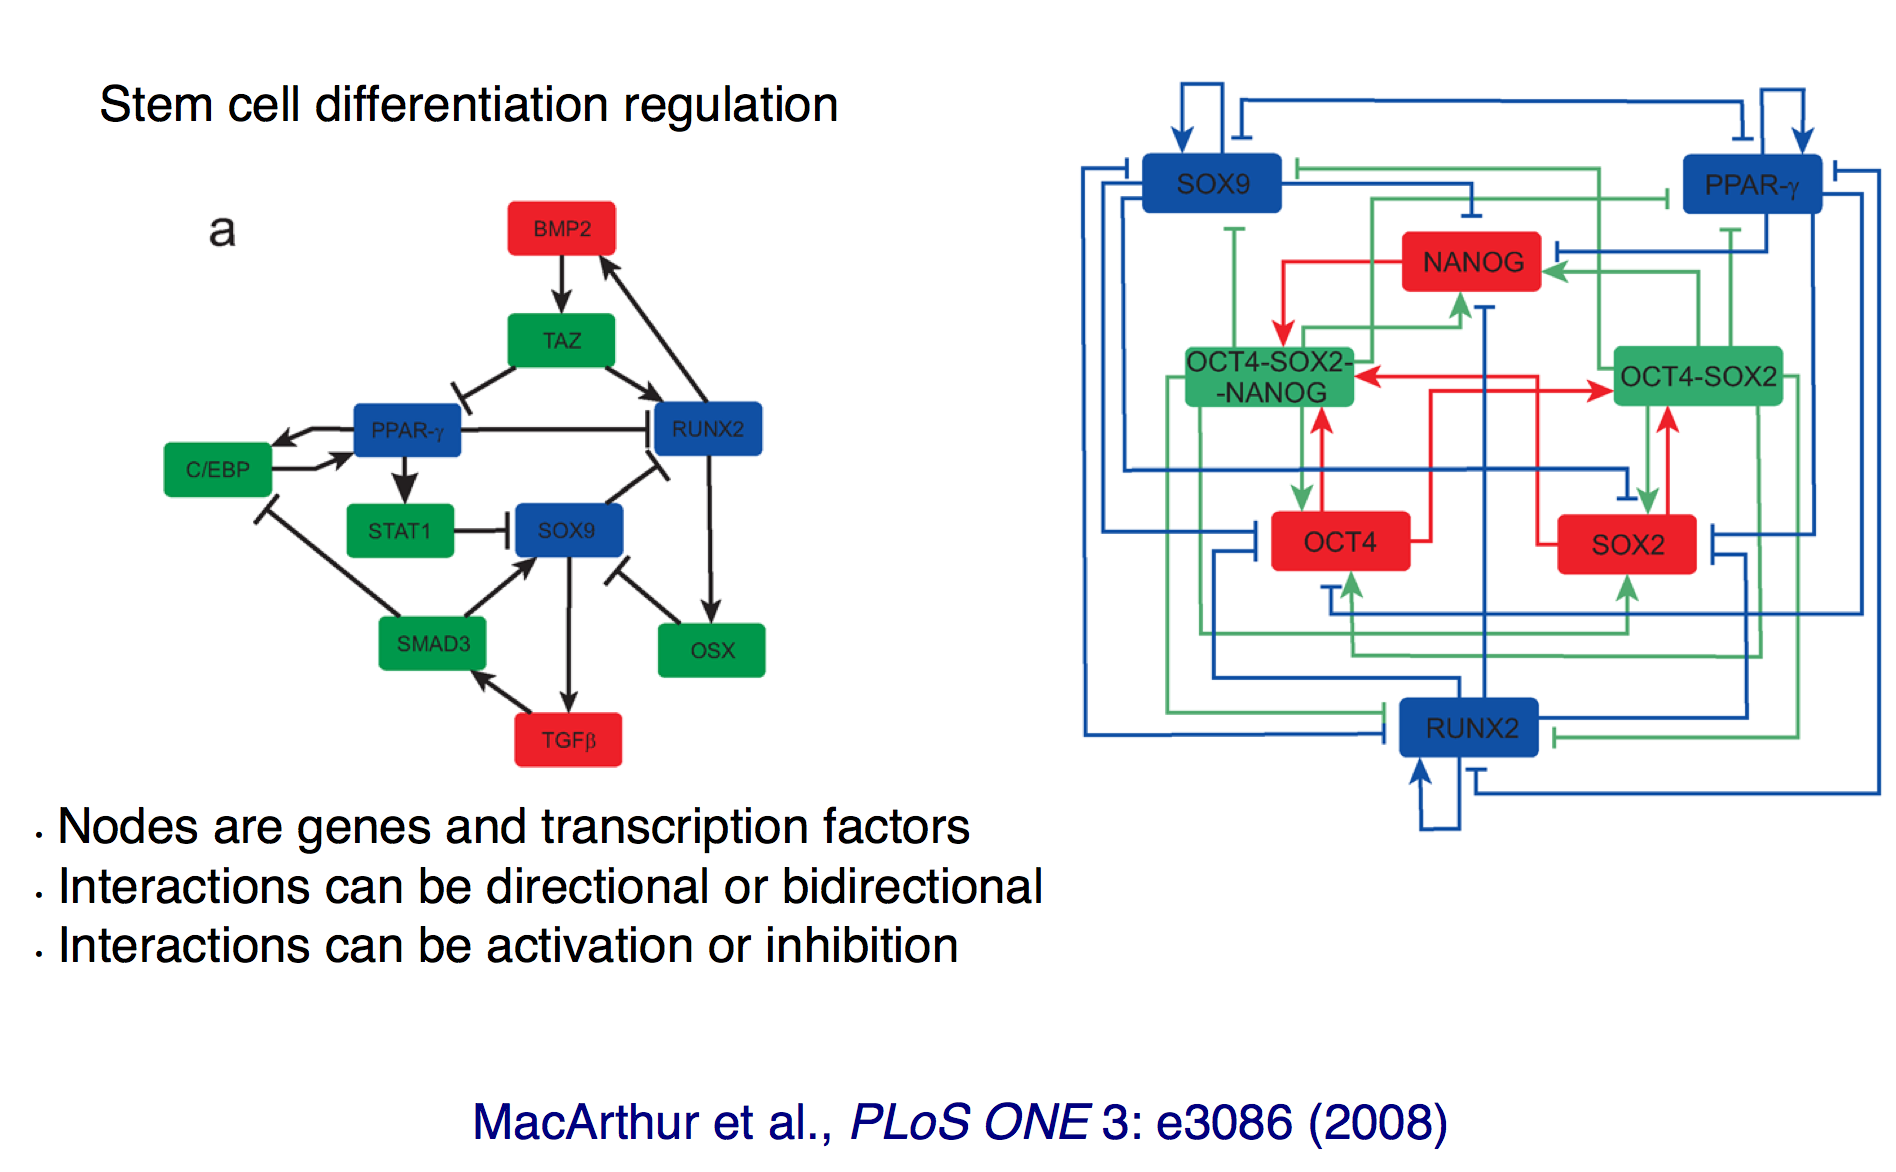 Stem cell differentiation regulation
a
BMP2
TAZ
PPAR-γ
RUNX2
C/EBP
STAT1
SOX9
SMAD3
OSX
TGFβ
SOX9
PPAR-γ
NANOG
OCT4-SOX2-
-NANOG
OCT4-SOX2
OCT4
SOX2
RUNX2
· Nodes are genes and transcription factors
· Interactions can be directional or bidirectional
· Interactions can be activation or inhibition
MacArthur et al., PLoS ONE 3: e3086 (2008)